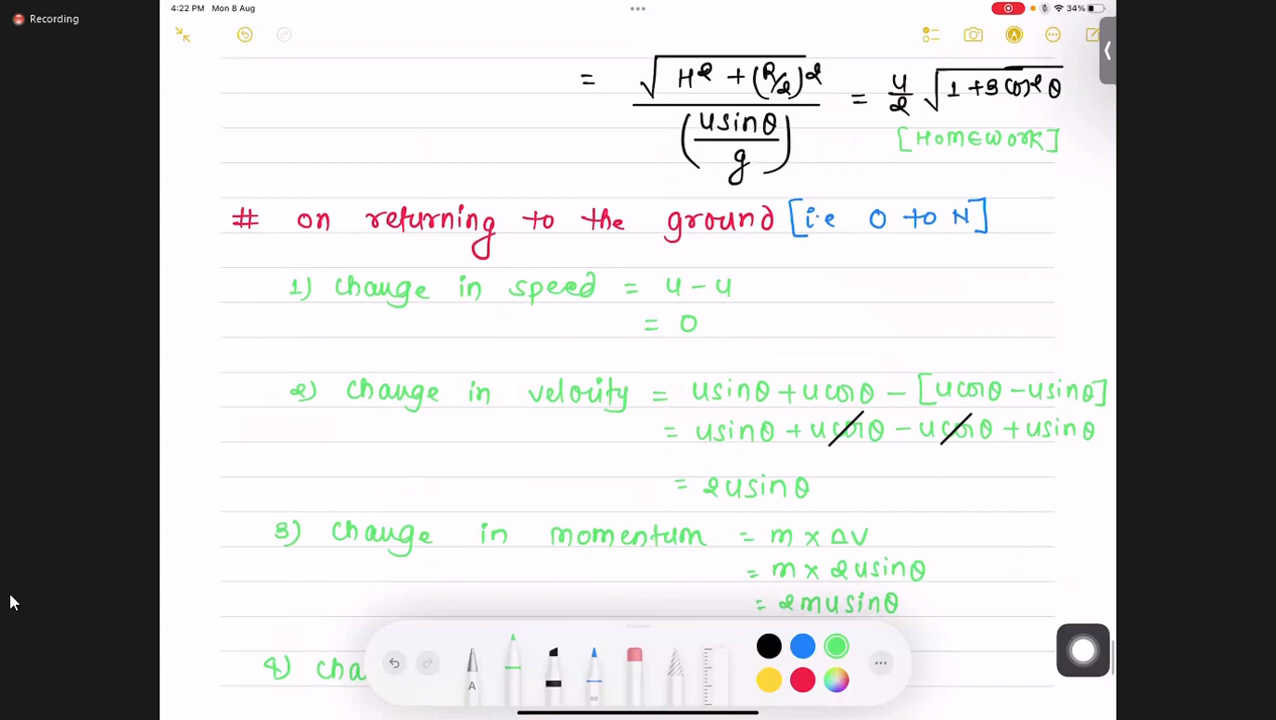 Recording
4:22 PM Mon 8 Aug
34%
= √(H² + (R/2)²) / (usinθ/g) = u/2 √(1 + 3cos²θ)
[HOMEWORK]
# on returning to the ground [i.e O to N]
1) change in speed = u - u
= 0
2) change in velority = usinθ + ucosθ - [ucosθ - usinθ]
= usinθ + ucosθ - ucosθ + usinθ
= 2usinθ
3) change in momentum = m × ΔV
= m × 2usinθ
= 2musinθ
4) cha
A